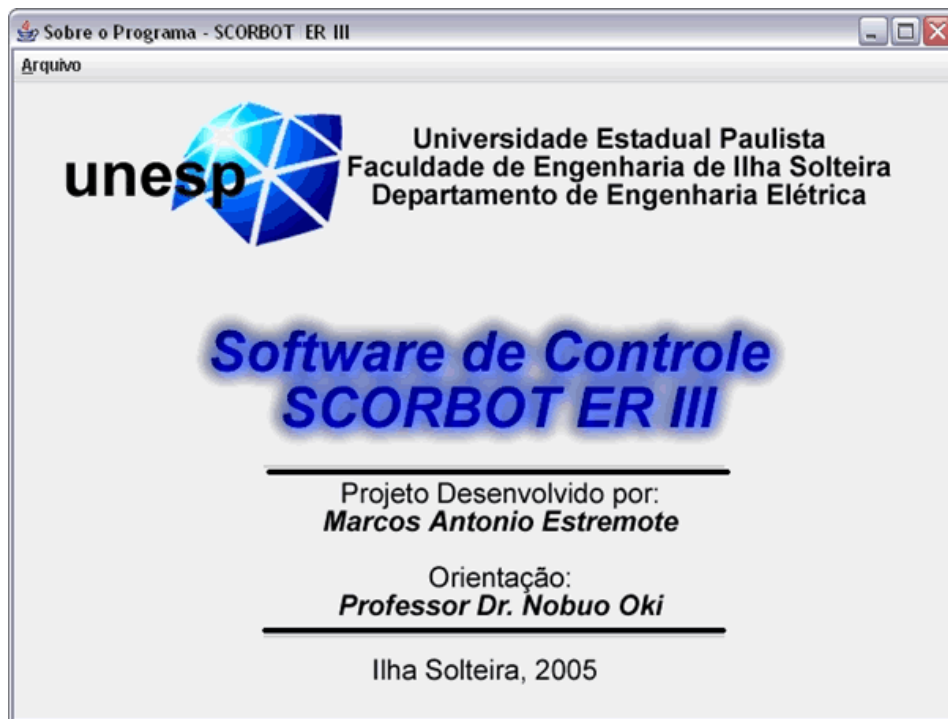 Sobre o Programa - SCORBOT ER III
Arquivo
unesp
Universidade Estadual Paulista
Faculdade de Engenharia de Ilha Solteira
Departamento de Engenharia Elétrica
Software de Controle
SCORBOT ER III
Projeto Desenvolvido por:
Marcos Antonio Estremote
Orientação:
Professor Dr. Nobuo Oki
Ilha Solteira, 2005